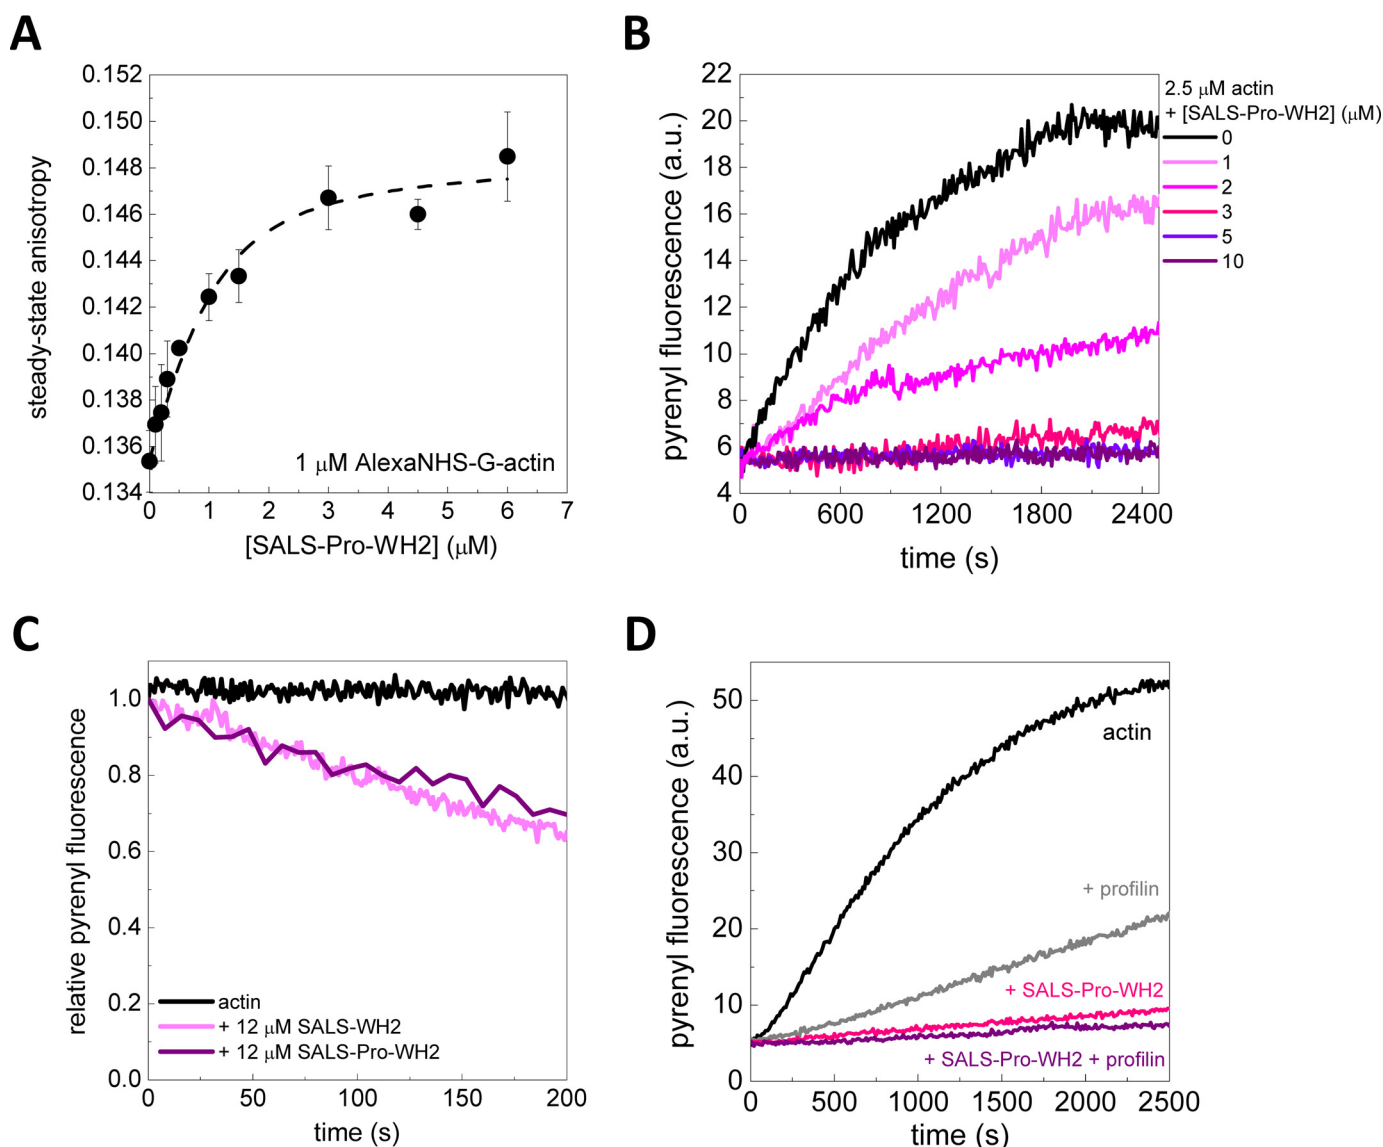 A
0.152
0.150
0.148
0.146
0.144
0.142
0.140
0.138
0.136
0.134
steady-state anisotropy
1 μM AlexaNHS-G-actin
0 1 2 3 4 5 6 7
[SALS-Pro-WH2] (μM)
B
22
20
18
16
14
12
10
8
6
4
pyrenyl fluorescence (a.u.)
0 600 1200 1800 2400
time (s)
2.5 μM actin
+ [SALS-Pro-WH2] (μM)
0
1
2
3
5
10
C
1.0
0.8
0.6
0.4
0.2
0.0
relative pyrenyl fluorescence
actin
+ 12 μM SALS-WH2
+ 12 μM SALS-Pro-WH2
0 50 100 150 200
time (s)
D
50
40
30
20
10
0
pyrenyl fluorescence (a.u.)
actin
+ profilin
+ SALS-Pro-WH2
+ SALS-Pro-WH2 + profilin
0 500 1000 1500 2000 2500
time (s)